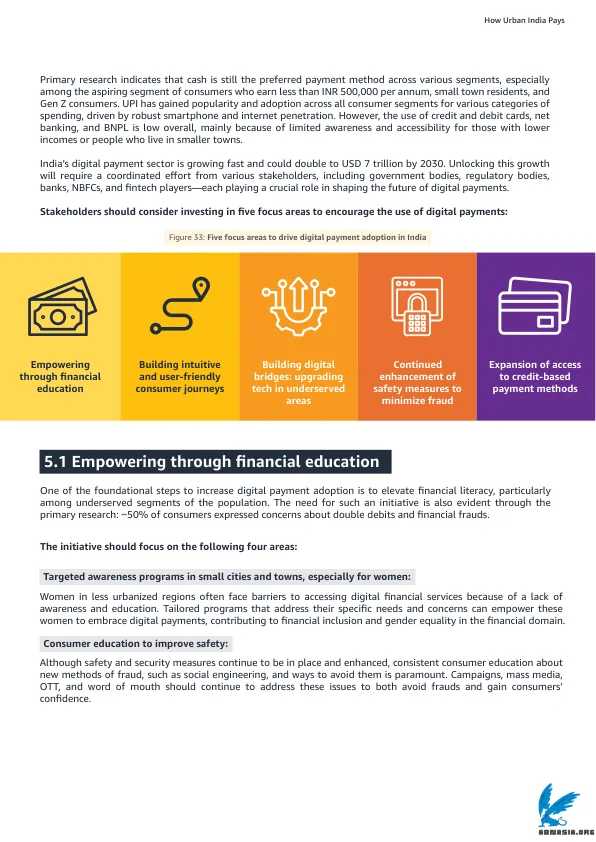 How Urban India Pays
Primary research indicates that cash is still the preferred payment method across various segments, especially
among the aspiring segment of consumers who earn less than INR 500,000 per annum, small town residents, and
Gen Z consumers. UPI has gained popularity and adoption across all consumer segments for various categories of
spending, driven by robust smartphone and internet penetration. However, the use of credit and debit cards, net
banking, and BNPL is low overall, mainly because of limited awareness and accessibility for those with lower
incomes or people who live in smaller towns.
India's digital payment sector is growing fast and could double to USD 7 trillion by 2030. Unlocking this growth
will require a coordinated effort from various stakeholders, including government bodies, regulatory bodies,
banks, NBFCs, and fintech players—each playing a crucial role in shaping the future of digital payments.
Stakeholders should consider investing in five focus areas to encourage the use of digital payments:
Figure 33: Five focus areas to drive digital payment adoption in India
Empowering
through financial
education
Building intuitive
and user-friendly
consumer journeys
Building digital
bridges: upgrading
tech in underserved
areas
Continued
enhancement of
safety measures to
minimize fraud
Expansion of access
to credit-based
payment methods
5.1 Empowering through financial education
One of the foundational steps to increase digital payment adoption is to elevate financial literacy, particularly
among underserved segments of the population. The need for such an initiative is also evident through the
primary research: ~50% of consumers expressed concerns about double debits and financial frauds.
The initiative should focus on the following four areas:
Targeted awareness programs in small cities and towns, especially for women:
Women in less urbanized regions often face barriers to accessing digital financial services because of a lack of
awareness and education. Tailored programs that address their specific needs and concerns can empower these
women to embrace digital payments, contributing to financial inclusion and gender equality in the financial domain.
Consumer education to improve safety:
Although safety and security measures continue to be in place and enhanced, consistent consumer education about
new methods of fraud, such as social engineering, and ways to avoid them is paramount. Campaigns, mass media,
OTT, and word of mouth should continue to address these issues to both avoid frauds and gain consumers'
confidence.
ABNASIA.ORG